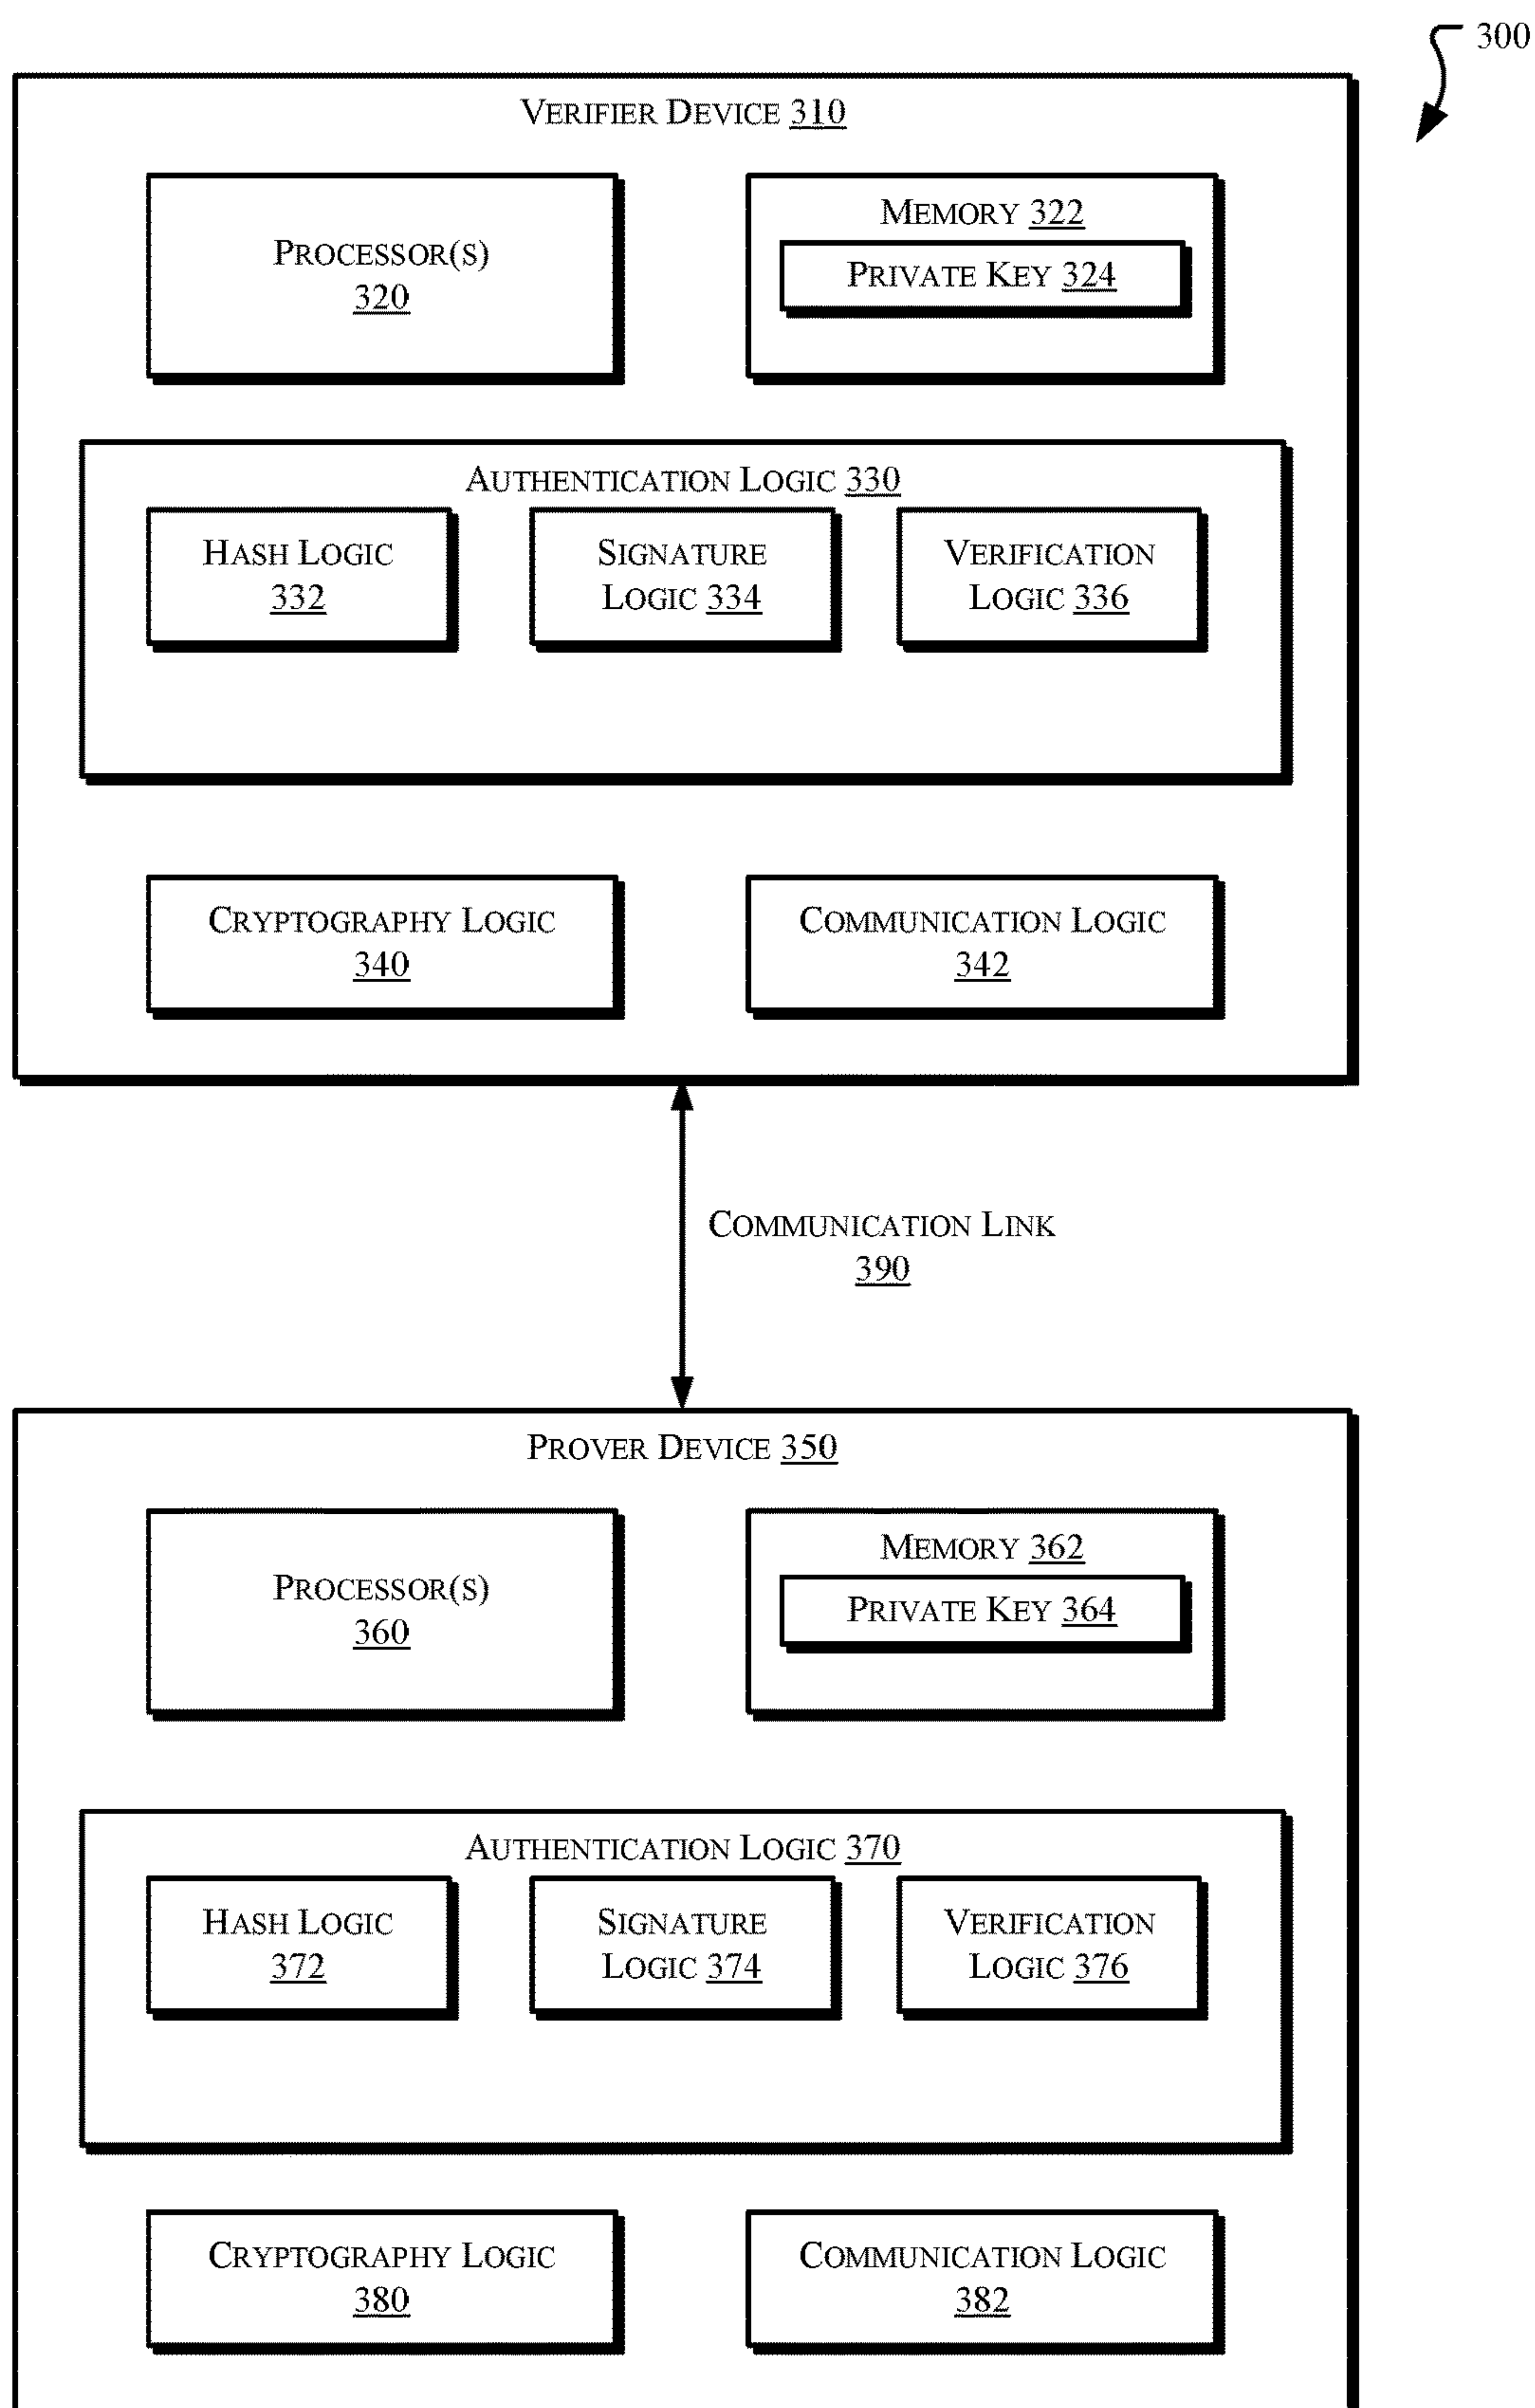 300
VERIFIER DEVICE 310
PROCESSOR(S)
320
MEMORY 322
PRIVATE KEY 324
AUTHENTICATION LOGIC 330
HASH LOGIC
332
SIGNATURE
LOGIC 334
VERIFICATION
LOGIC 336
CRYPTOGRAPHY LOGIC
340
COMMUNICATION LOGIC
342
COMMUNICATION LINK
390
PROVER DEVICE 350
PROCESSOR(S)
360
MEMORY 362
PRIVATE KEY 364
AUTHENTICATION LOGIC 370
HASH LOGIC
372
SIGNATURE
LOGIC 374
VERIFICATION
LOGIC 376
CRYPTOGRAPHY LOGIC
380
COMMUNICATION LOGIC
382